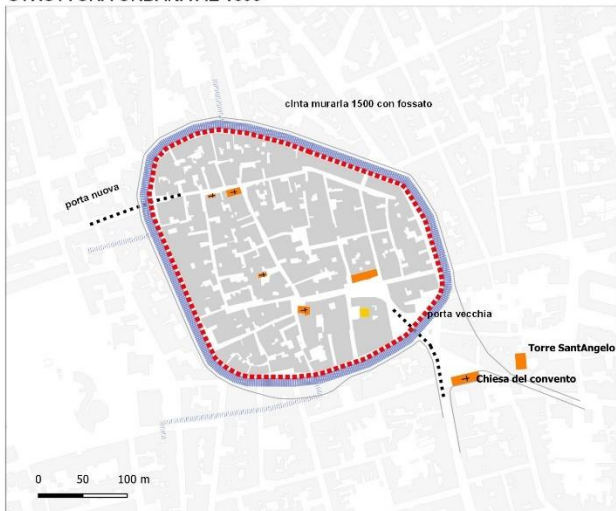 cinta muraria 1500 con fossato
porta nuova
porta vecchia
Torre SantAngelo
Chiesa del convento
0 50 100 m